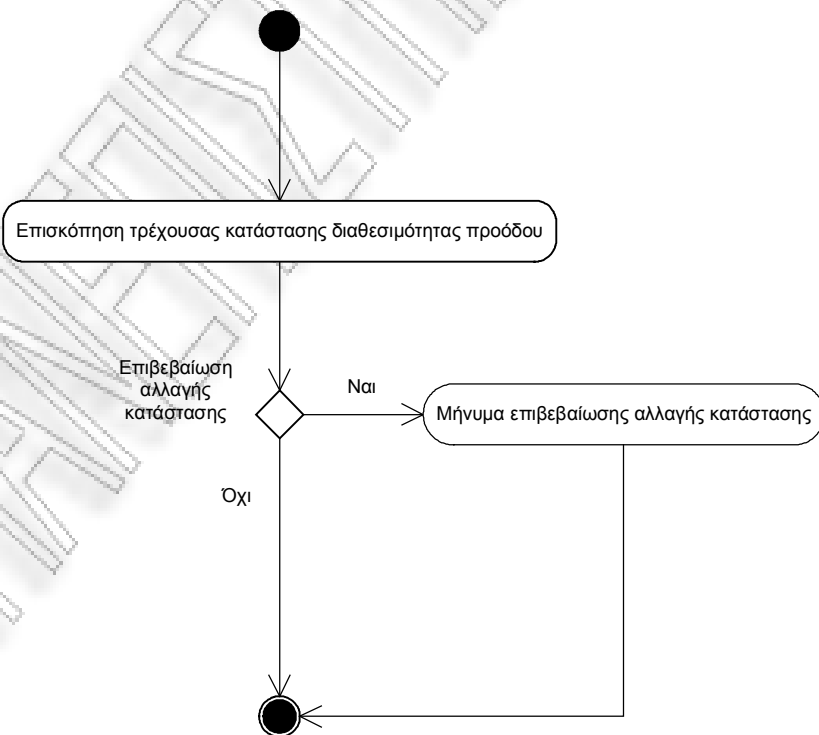 Επισκόπηση τρέχουσας κατάστασης διαθεσιμότητας προόδου
Επιβεβαίωση
αλλαγής
κατάστασης
Ναι
Μήνυμα επιβεβαίωσης αλλαγής κατάστασης
Όχι